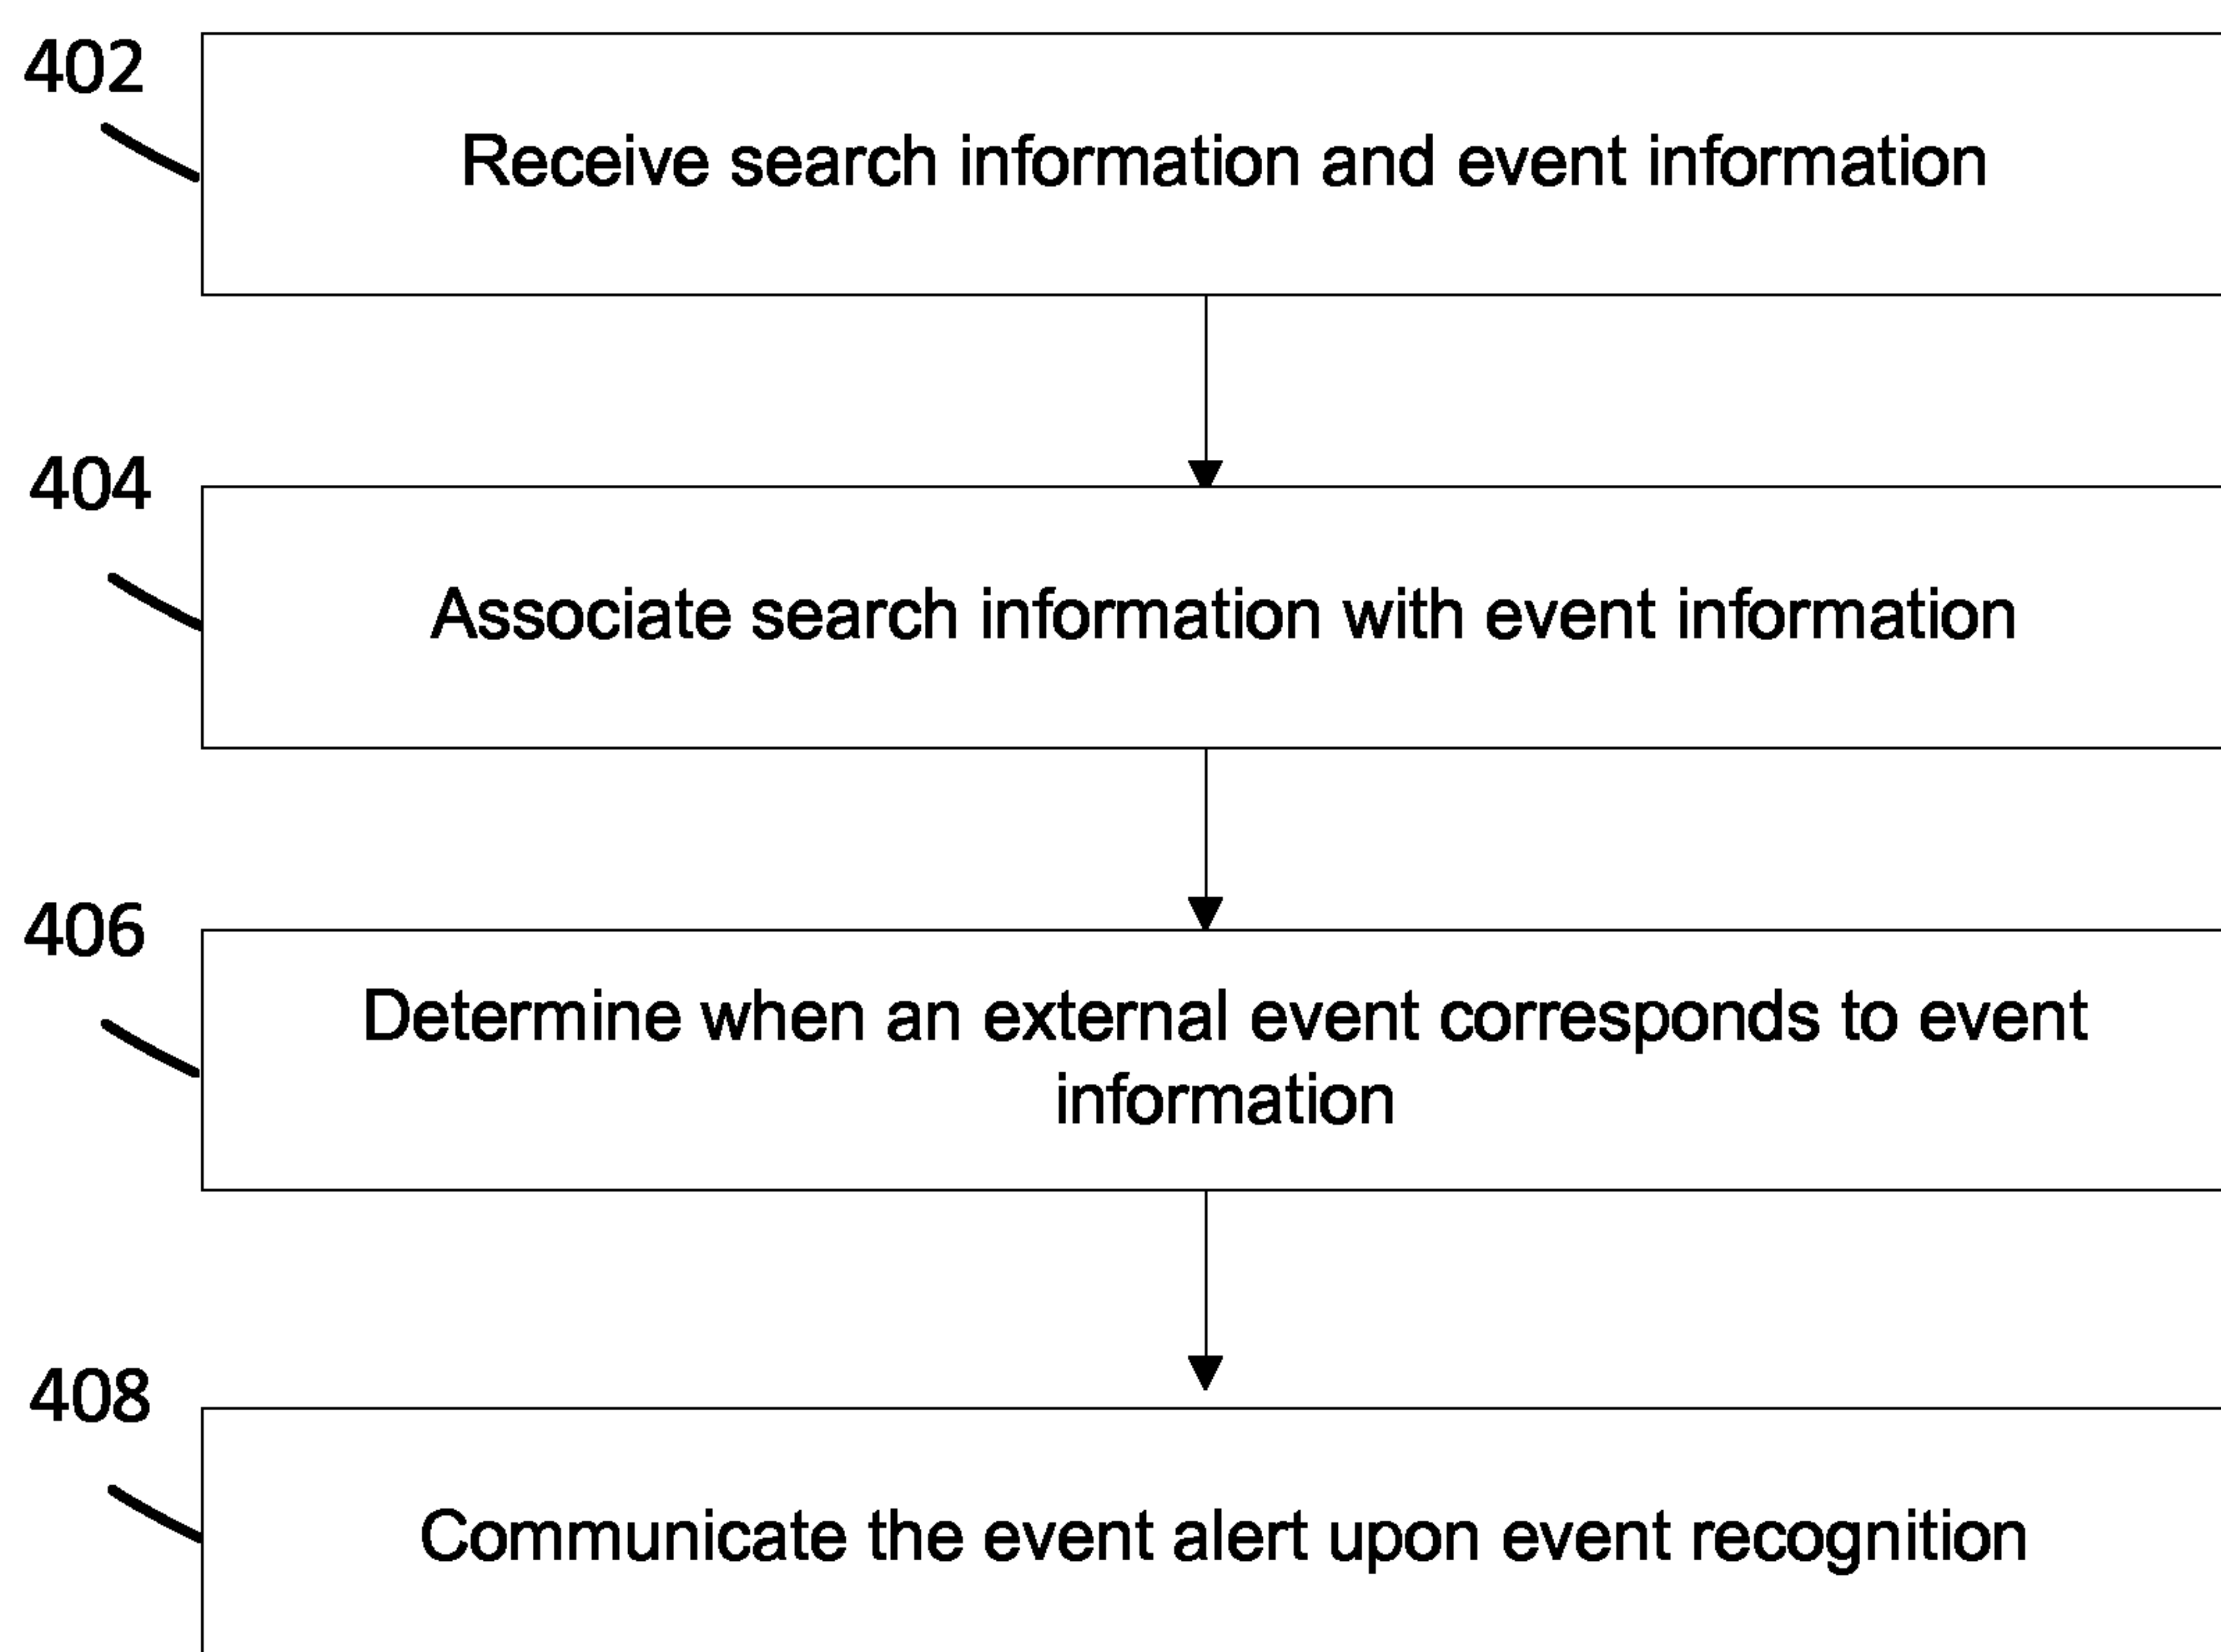 402
Receive search information and event information
404
Associate search information with event information
406
Determine when an external event corresponds to event
information
408
Communicate the event alert upon event recognition